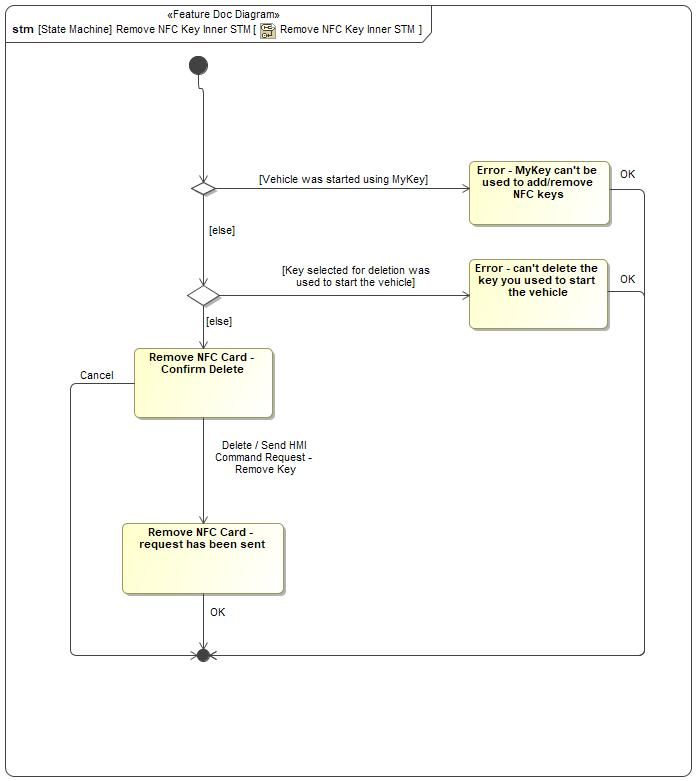 «Feature Doc Diagram»
stm [State Machine] Remove NFC Key Inner STM [ Remove NFC Key Inner STM ]
[Vehicle was started using MyKey]
Error - MyKey can't be
used to add/remove
NFC keys
OK
[else]
[Key selected for deletion was
used to start the vehicle]
Error - can't delete the
key you used to start
the vehicle
OK
[else]
Remove NFC Card -
Confirm Delete
Cancel
Delete / Send HMI
Command Request -
Remove Key
Remove NFC Card -
request has been sent
OK